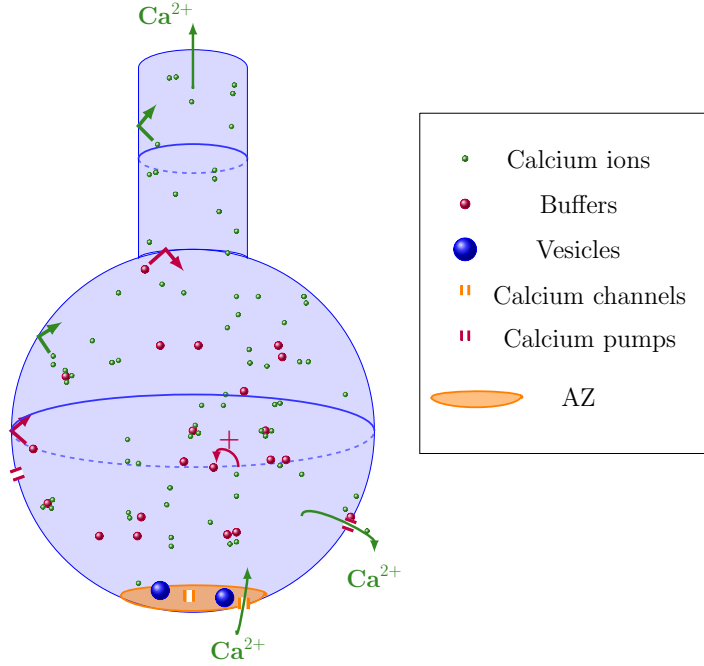 Ca²⁺
Calcium ions
Buffers
Vesicles
Calcium channels
Calcium pumps
AZ
+
Ca²⁺
Ca²⁺